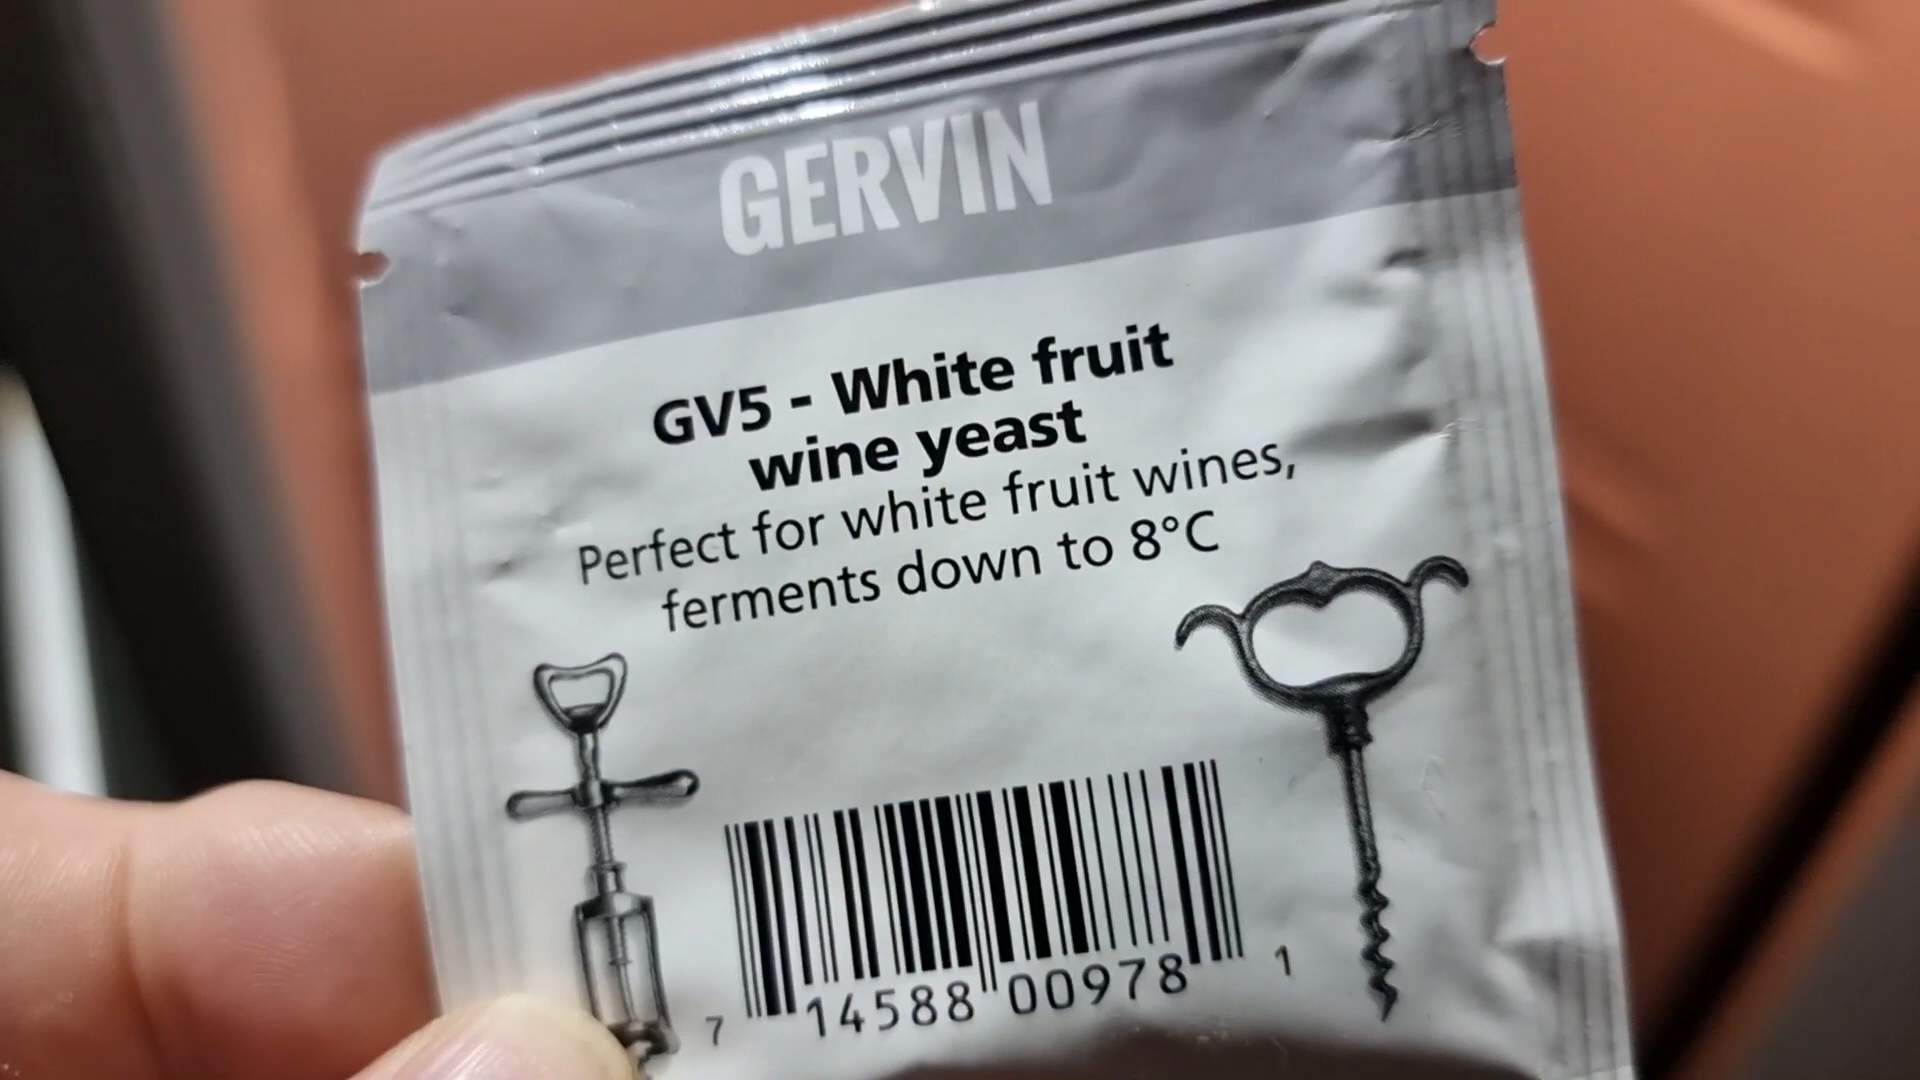 GERVIN
GV5 - White fruit
wine yeast
Perfect for white fruit wines,
ferments down to 8°C
7 14588 00978 1